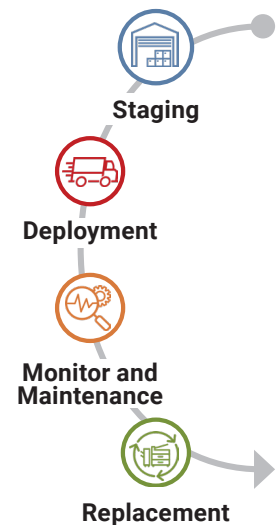 Staging
Deployment
Monitor and
Maintenance
Replacement